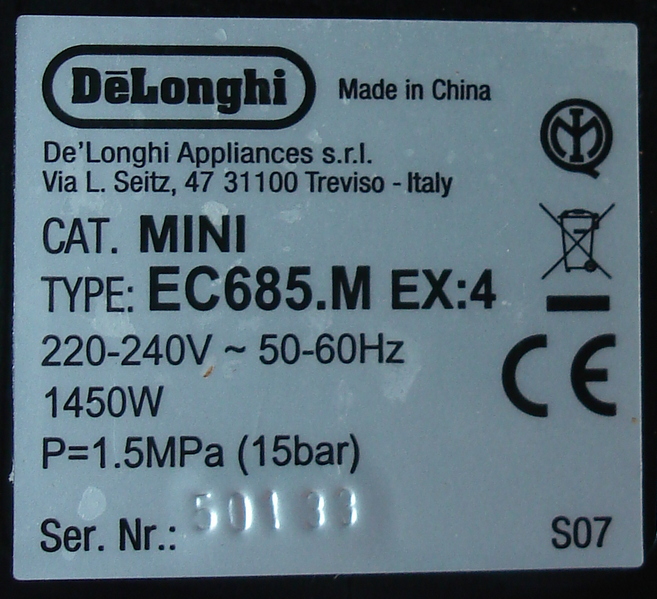 DēLonghi Made in China
De'Longhi Appliances s.r.l.
Via L. Seitz, 47 31100 Treviso - Italy
CAT. MINI
TYPE: EC685.M EX:4
220-240V ~ 50-60Hz
CE
1450W
P=1.5MPa (15bar)
Ser. Nr.: 50133
S07